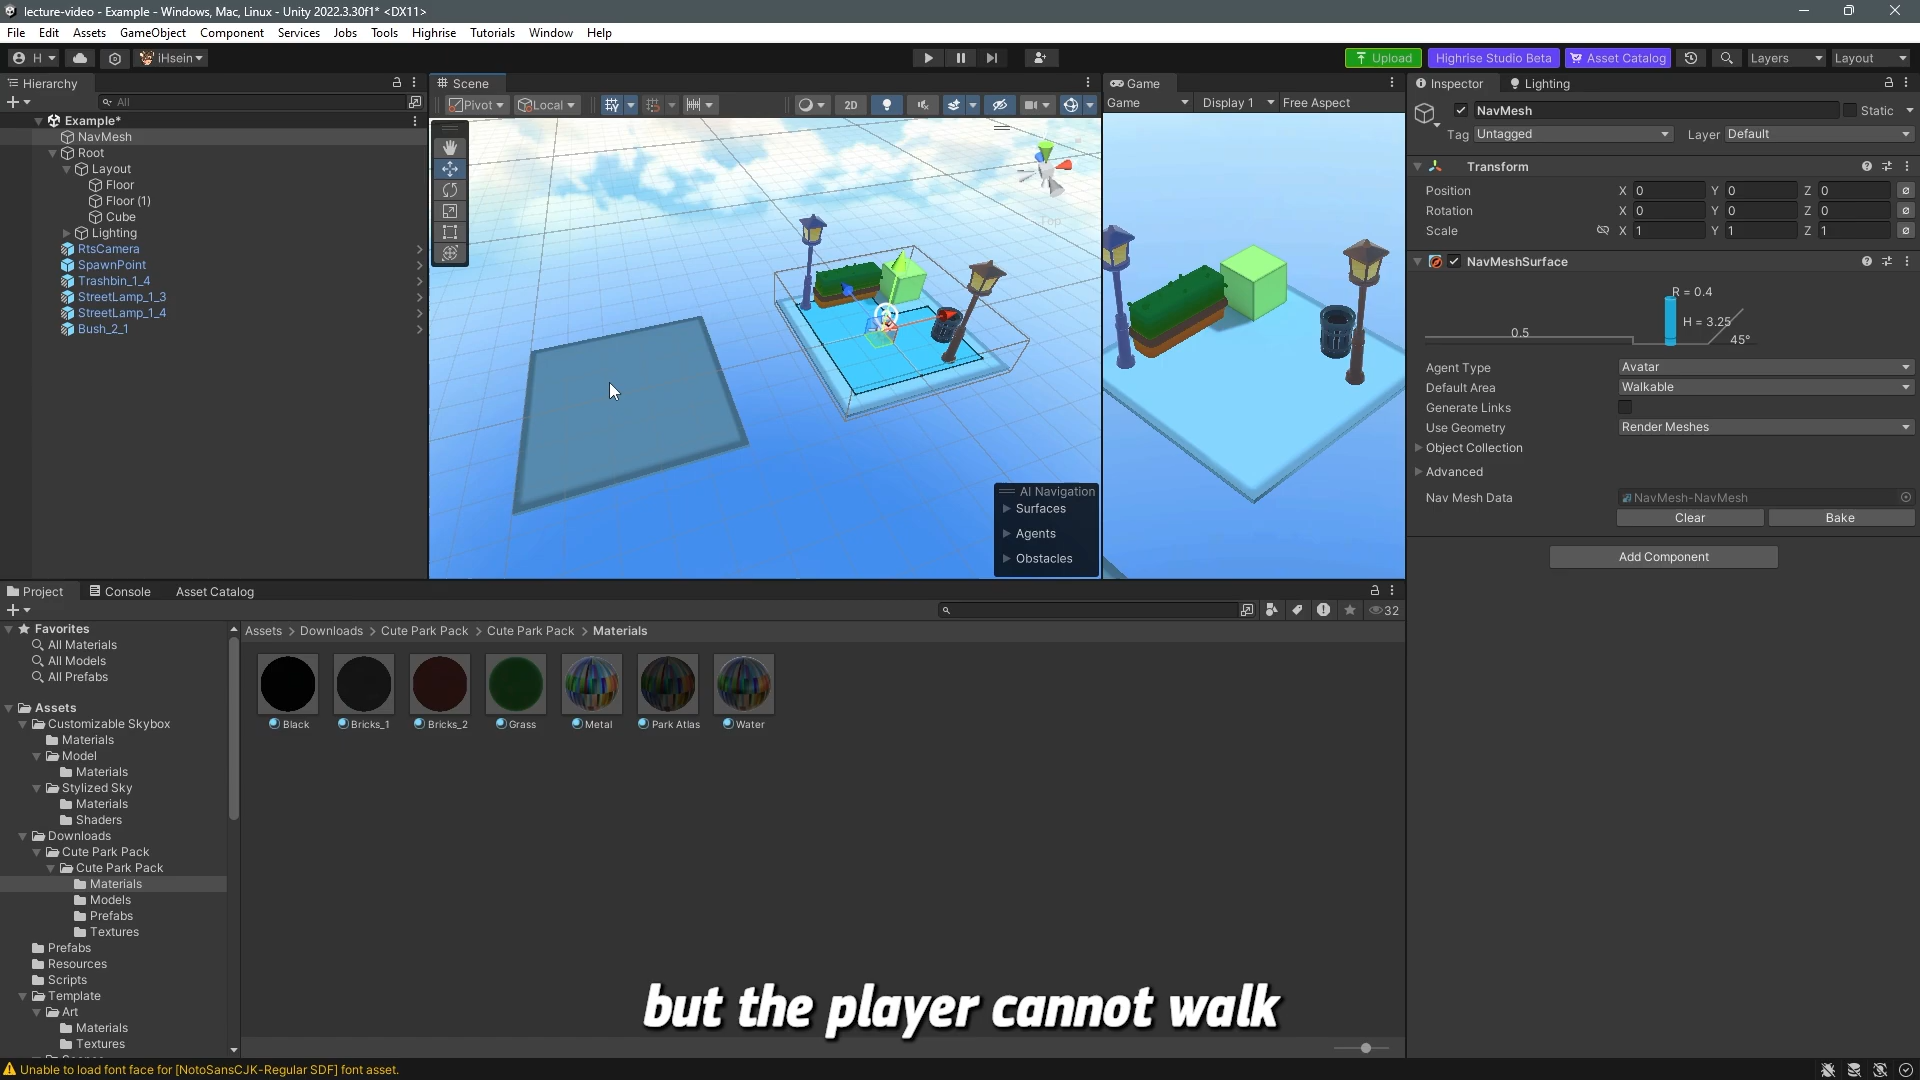 lecture-video - Example - Windows, Mac, Linux - Unity 2022.3.30f1* <DX11>
File Edit Assets GameObject Component Services Jobs Tools Highrise Tutorials Window Help
H iHsein Upload Highrise Studio Beta Asset Catalog Layers Layout
Hierarchy
All
Example*
NavMesh
Root
Layout
Floor
Floor (1)
Cube
Lighting
RtsCamera
SpawnPoint
Trashbin_1_4
StreetLamp_1_3
StreetLamp_1_4
Bush_2_1
Scene
Pivot Local 2D
Top
AI Navigation
Surfaces
Agents
Obstacles
Game
Game Display 1 Free Aspect
Inspector Lighting
NavMesh Static
Tag Untagged Layer Default
Transform
Position X 0 Y 0 Z 0
Rotation X 0 Y 0 Z 0
Scale X 1 Y 1 Z 1
NavMeshSurface
R = 0.4
H = 3.25
0.5
45°
Agent Type Avatar
Default Area Walkable
Generate Links
Use Geometry Render Meshes
Object Collection
Advanced
Nav Mesh Data NavMesh-NavMesh
Clear Bake
Add Component
Project Console Asset Catalog
32
Favorites
All Materials
All Models
All Prefabs
Assets
Customizable Skybox
Materials
Model
Materials
Stylized Sky
Materials
Shaders
Downloads
Cute Park Pack
Cute Park Pack
Materials
Models
Prefabs
Textures
Prefabs
Resources
Scripts
Template
Art
Materials
Textures
Assets > Downloads > Cute Park Pack > Cute Park Pack > Materials
Black Bricks_1 Bricks_2 Grass Metal Park Atlas Water
but the player cannot walk
Unable to load font face for [NotoSansCJK-Regular SDF] font asset.